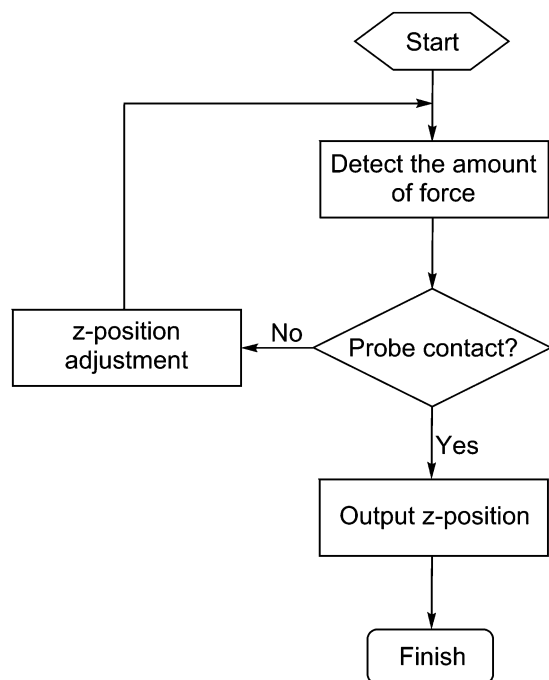 Start
Detect the amount
of force
Probe contact?
No
z-position
adjustment
Yes
Output z-position
Finish